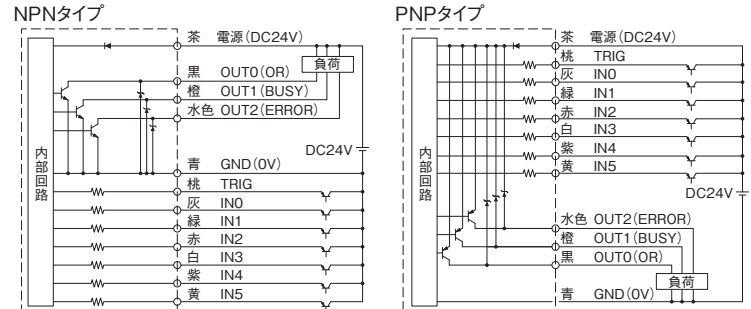 NPNタイプ
茶 電源(DC24V)
負荷
黒 OUT0(OR)
橙 OUT1(BUSY)
水色 OUT2(ERROR)
DC24V
内部回路
青 GND(0V)
桃 TRIG
灰 IN0
緑 IN1
赤 IN2
白 IN3
紫 IN4
黄 IN5
PNPタイプ
茶 電源(DC24V)
桃 TRIG
灰 IN0
緑 IN1
赤 IN2
白 IN3
紫 IN4
黄 IN5
内部回路
DC24V
水色 OUT2(ERROR)
橙 OUT1(BUSY)
黒 OUT0(OR)
負荷
青 GND(0V)